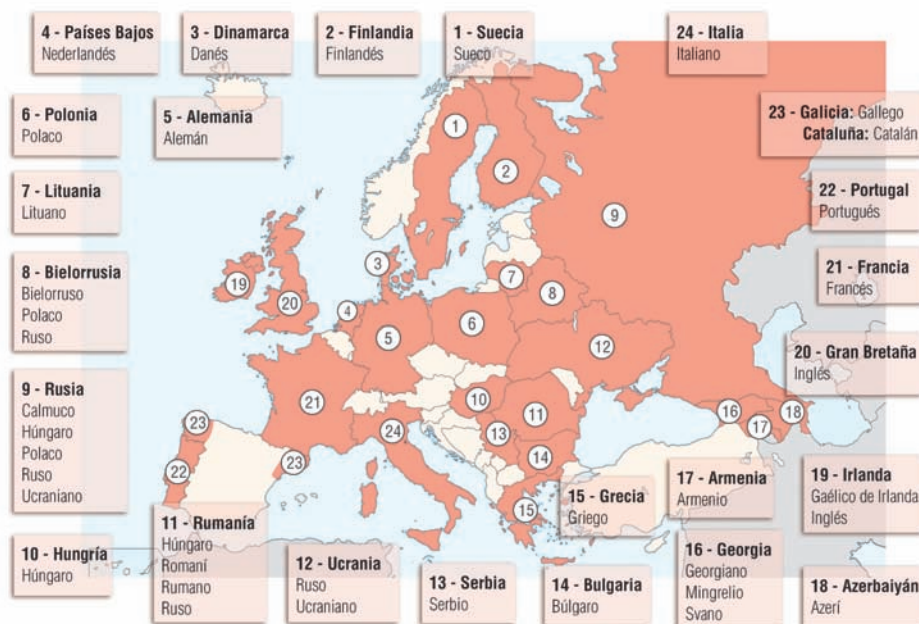 4 - Países Bajos
Nederlandés
3 - Dinamarca
Danés
2 - Finlandia
Finlandés
1 - Suecia
Sueco
24 - Italia
Italiano
6 - Polonia
Polaco
5 - Alemania
Alemán
23 - Galicia: Gallego
Cataluña: Catalán
7 - Lituania
Lituano
22 - Portugal
Portugués
8 - Bielorrusia
Bielorruso
Polaco
Ruso
21 - Francia
Francés
20 - Gran Bretaña
Inglés
9 - Rusia
Calmuco
Húngaro
Polaco
Ruso
Ucraniano
10 - Hungría
Húngaro
11 - Rumanía
Húngaro
Romaní
Rumano
Ruso
12 - Ucrania
Ruso
Ucraniano
13 - Serbia
Serbio
14 - Bulgaria
Búlgaro
15 - Grecia
Griego
17 - Armenia
Armenio
16 - Georgia
Georgiano
Mingrelio
Svano
19 - Irlanda
Gaélico de Irlanda
Inglés
18 - Azerbaiyán
Azerí
1
2
3
4
5
6
7
8
9
10
11
12
13
14
15
16
17
18
19
20
21
22
23
23
24